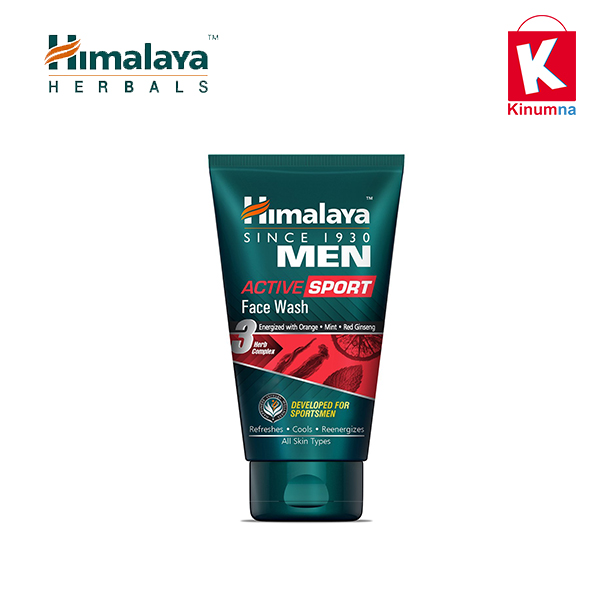 Himalaya™
HERBALS
K
Kinumna
Himalaya™
SINCE 1930
MEN
ACTIVE SPORT
Face Wash
Energized with Orange • Mint • Red Ginseng
3
Herb
Complex
DEVELOPED FOR
SPORTSMEN
Refreshes • Cools • Reenergizes
All Skin Types